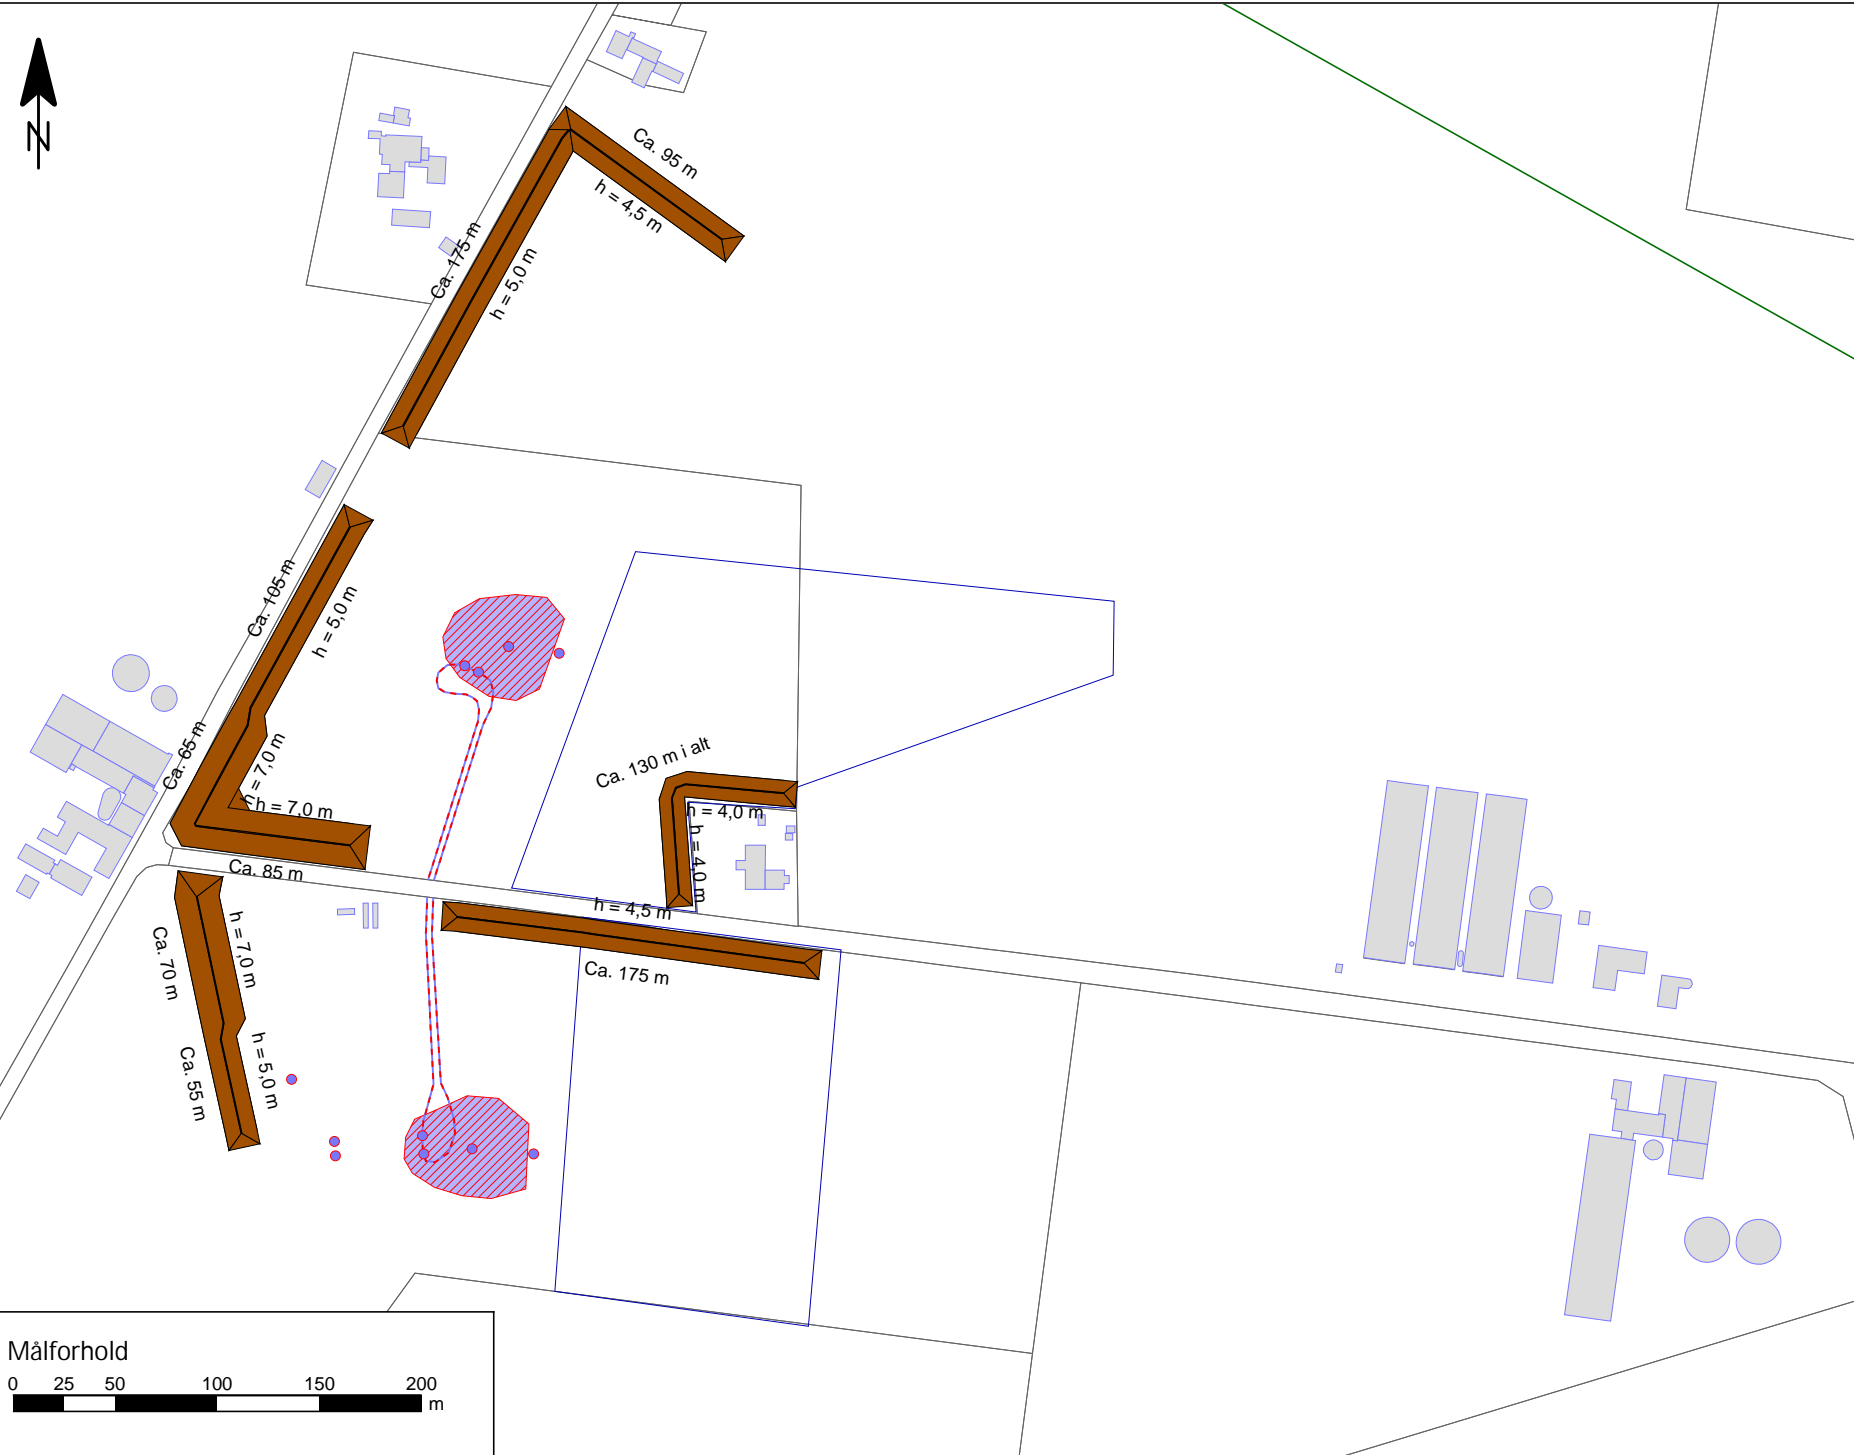 N
Ca. 95 m
h = 4,5 m
Ca. 175 m
h = 5,0 m
Ca. 105 m
h = 5,0 m
Ca. 65 m
h = 7,0 m
h = 7,0 m
Ca. 85 m
Ca. 130 m i alt
h = 4,0 m
h = 4,0 m
h = 4,5 m
Ca. 175 m
h = 7,0 m
Ca. 70 m
h = 5,0 m
Ca. 55 m
Målforhold
0 25 50 100 150 200
m